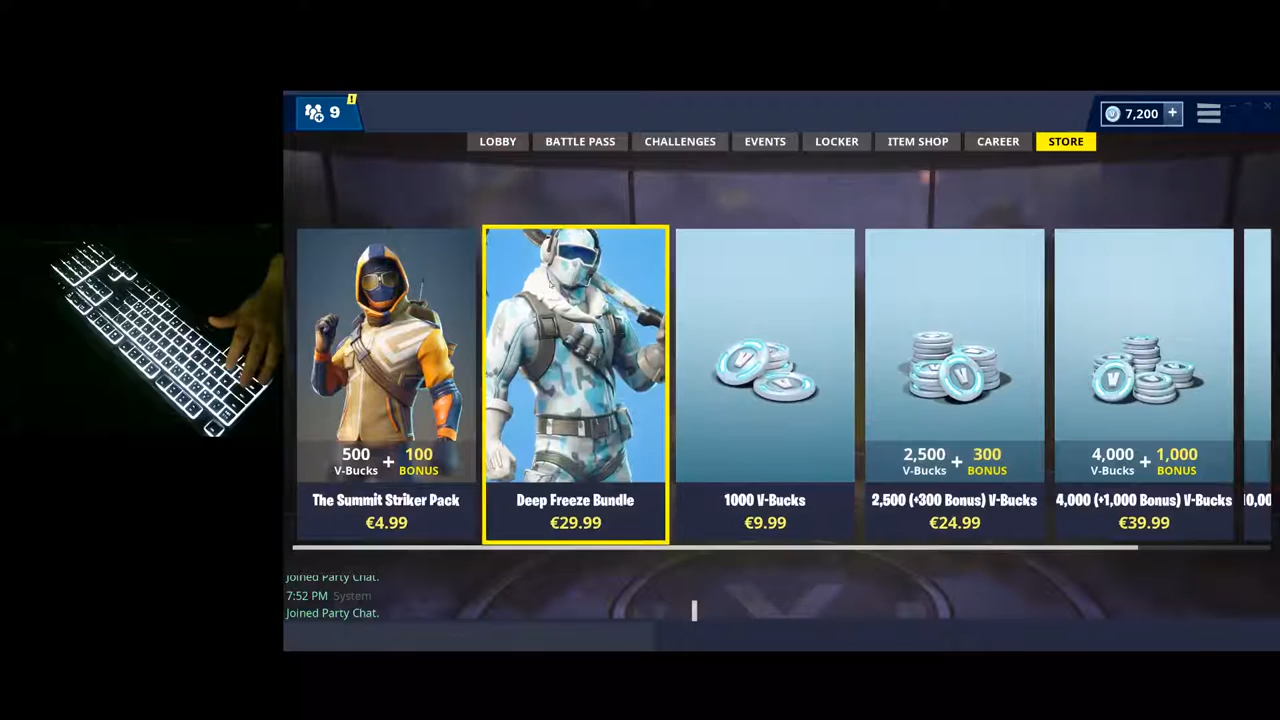 9
!
7,200 +
LOBBY BATTLE PASS CHALLENGES EVENTS LOCKER ITEM SHOP CAREER STORE
500 + 100
V-Bucks BONUS
The Summit Striker Pack
€4.99
Deep Freeze Bundle
€29.99
1000 V-Bucks
€9.99
2,500 + 300
V-Bucks BONUS
2,500 (+300 Bonus) V-Bucks
€24.99
4,000 + 1,000
V-Bucks BONUS
4,000 (+1,000 Bonus) V-Bucks
€39.99
Joined Party Chat.
7:52 PM System
Joined Party Chat.